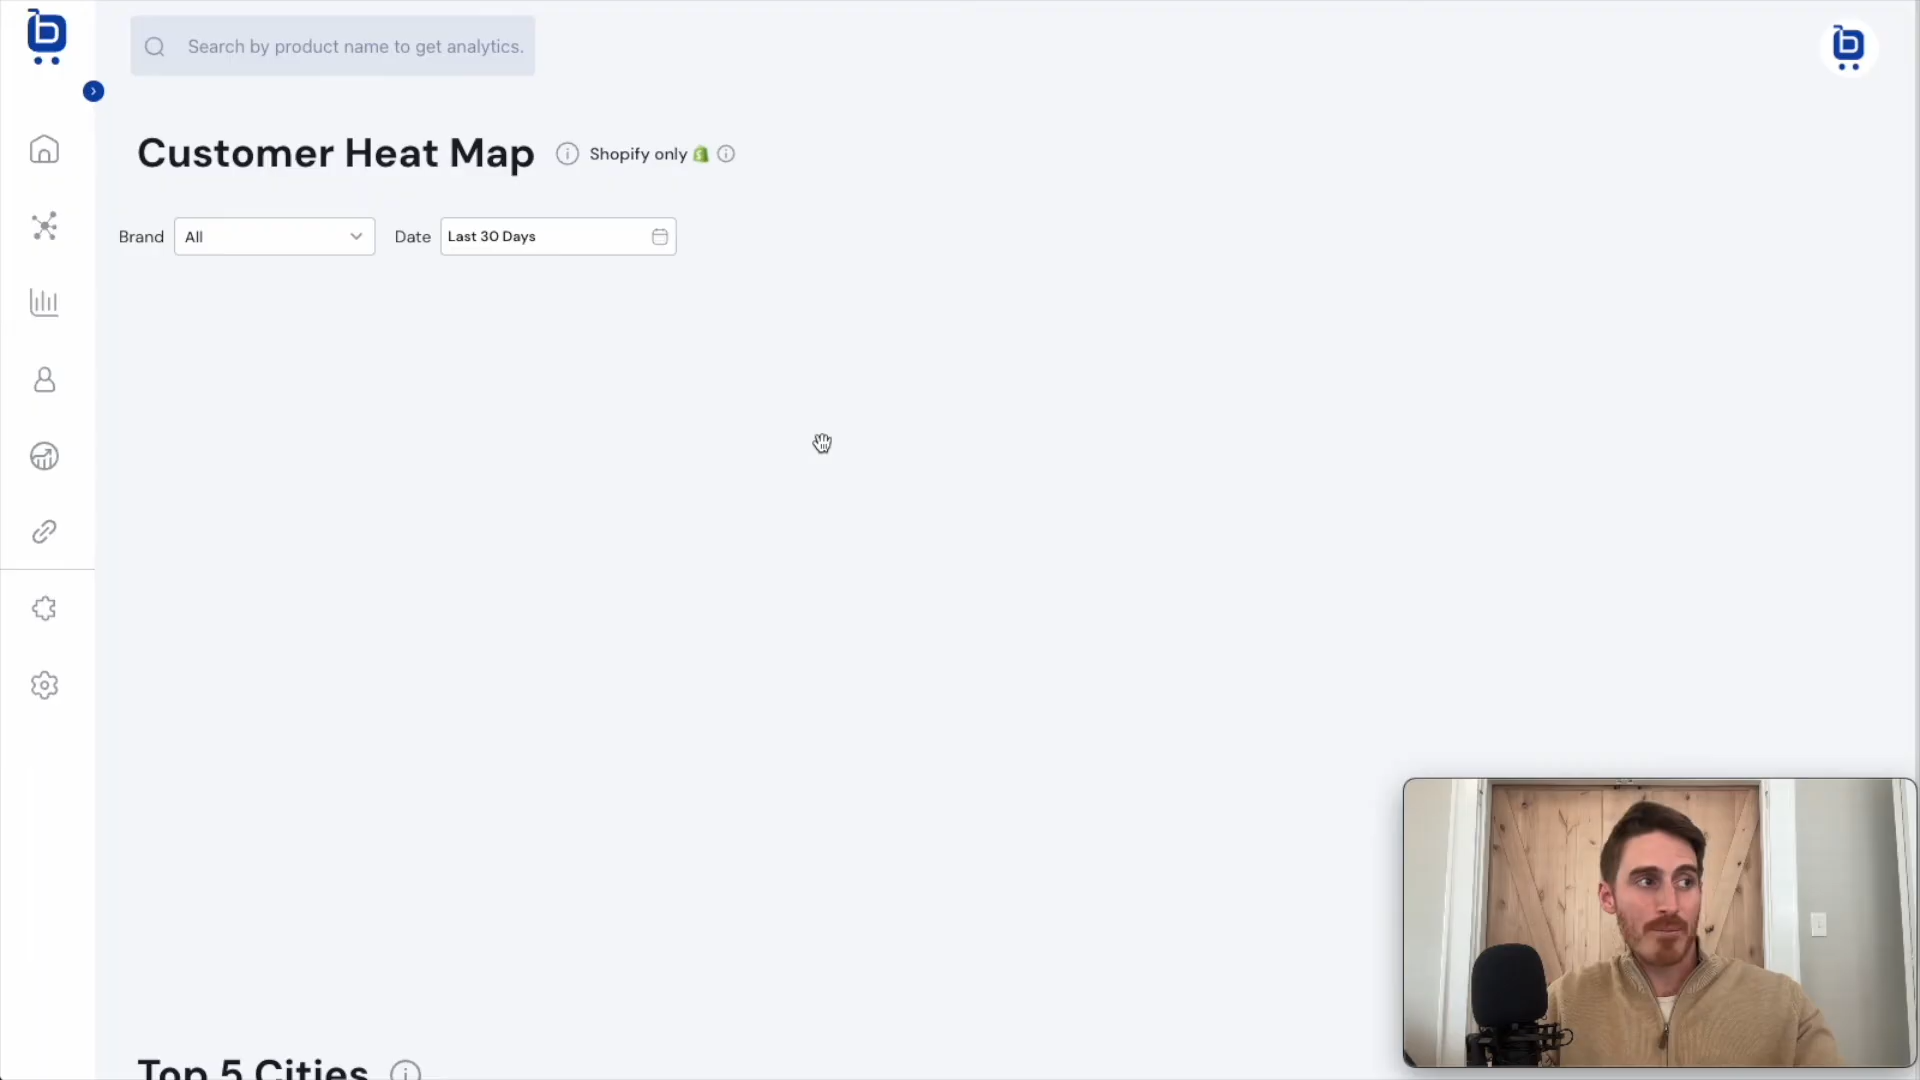 b
Search by product name to get analytics.
b
Customer Heat Map
Shopify only
Brand
All
Date
Last 30 Days
Top 5 Cities